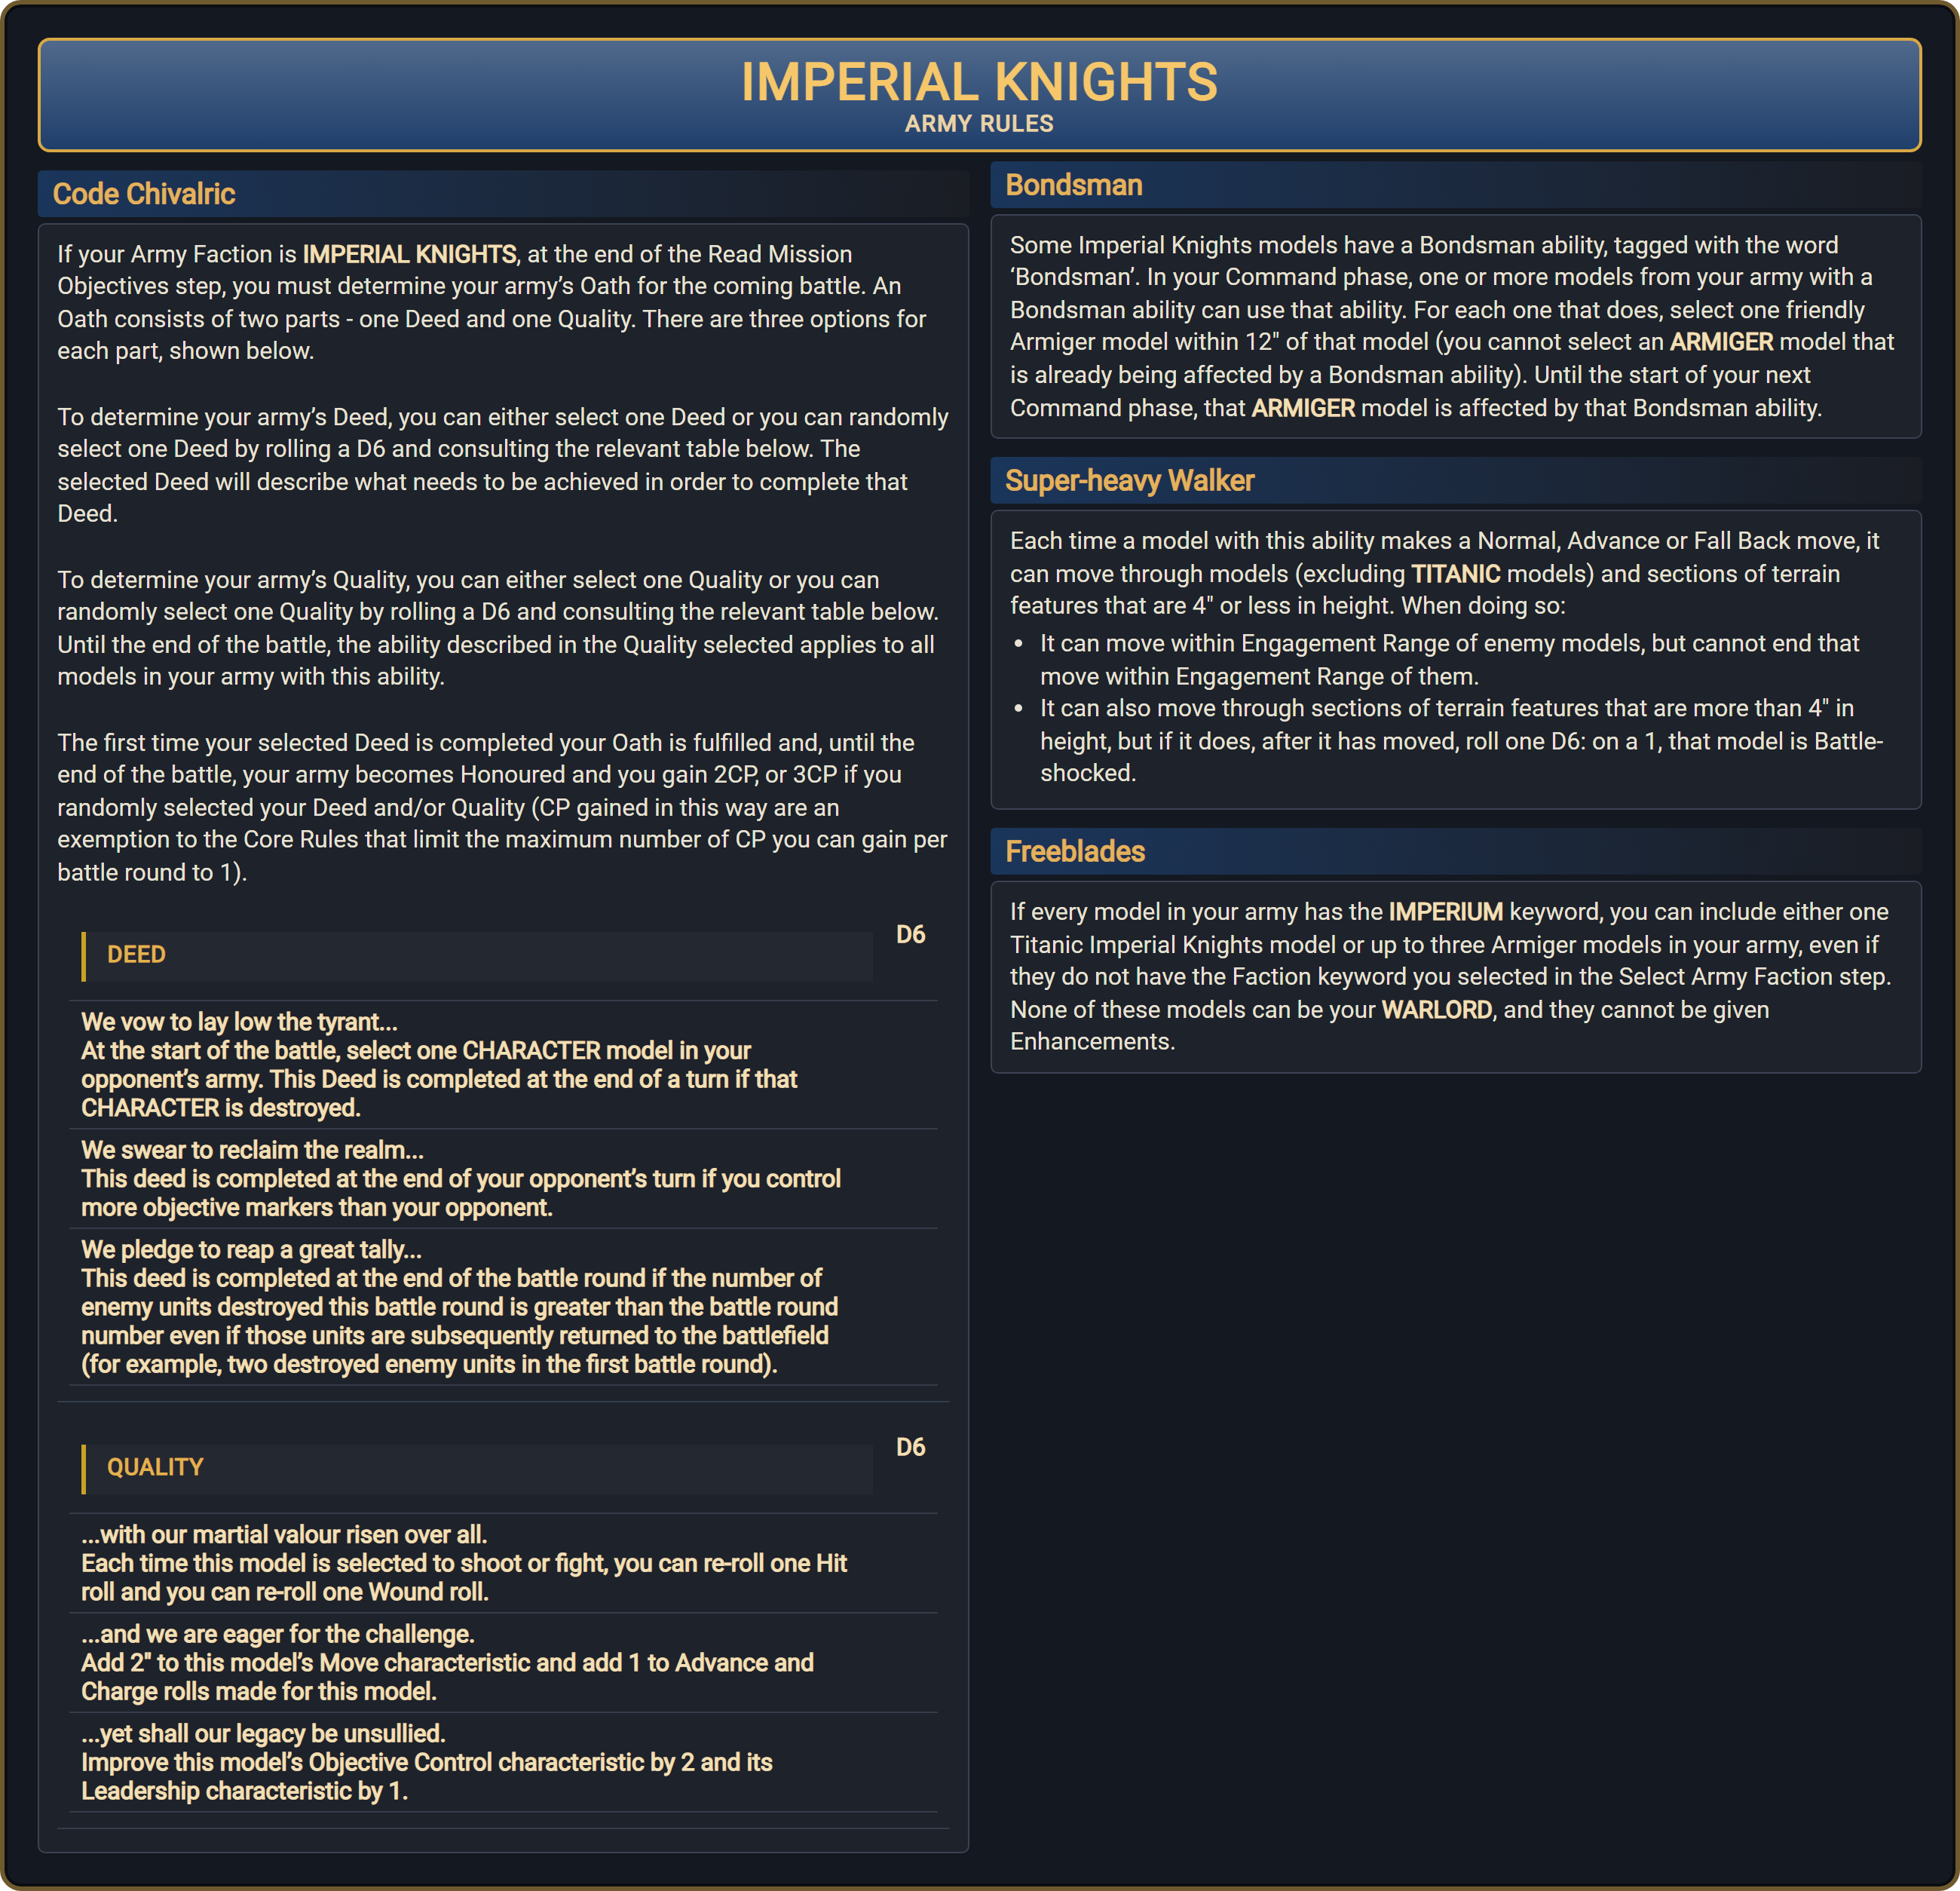 IMPERIAL KNIGHTS
ARMY RULES
Code Chivalric
If your Army Faction is IMPERIAL KNIGHTS, at the end of the Read Mission
Objectives step, you must determine your army’s Oath for the coming battle. An
Oath consists of two parts - one Deed and one Quality. There are three options for
each part, shown below.
To determine your army’s Deed, you can either select one Deed or you can randomly
select one Deed by rolling a D6 and consulting the relevant table below. The
selected Deed will describe what needs to be achieved in order to complete that
Deed.
To determine your army’s Quality, you can either select one Quality or you can
randomly select one Quality by rolling a D6 and consulting the relevant table below.
Until the end of the battle, the ability described in the Quality selected applies to all
models in your army with this ability.
The first time your selected Deed is completed your Oath is fulfilled and, until the
end of the battle, your army becomes Honoured and you gain 2CP, or 3CP if you
randomly selected your Deed and/or Quality (CP gained in this way are an
exemption to the Core Rules that limit the maximum number of CP you can gain per
battle round to 1).
DEED
D6
We vow to lay low the tyrant...
At the start of the battle, select one CHARACTER model in your
opponent’s army. This Deed is completed at the end of a turn if that
CHARACTER is destroyed.
We swear to reclaim the realm...
This deed is completed at the end of your opponent’s turn if you control
more objective markers than your opponent.
We pledge to reap a great tally...
This deed is completed at the end of the battle round if the number of
enemy units destroyed this battle round is greater than the battle round
number even if those units are subsequently returned to the battlefield
(for example, two destroyed enemy units in the first battle round).
QUALITY
D6
...with our martial valour risen over all.
Each time this model is selected to shoot or fight, you can re-roll one Hit
roll and you can re-roll one Wound roll.
...and we are eager for the challenge.
Add 2" to this model’s Move characteristic and add 1 to Advance and
Charge rolls made for this model.
...yet shall our legacy be unsullied.
Improve this model’s Objective Control characteristic by 2 and its
Leadership characteristic by 1.
Bondsman
Some Imperial Knights models have a Bondsman ability, tagged with the word
‘Bondsman’. In your Command phase, one or more models from your army with a
Bondsman ability can use that ability. For each one that does, select one friendly
Armiger model within 12" of that model (you cannot select an ARMIGER model that
is already being affected by a Bondsman ability). Until the start of your next
Command phase, that ARMIGER model is affected by that Bondsman ability.
Super-heavy Walker
Each time a model with this ability makes a Normal, Advance or Fall Back move, it
can move through models (excluding TITANIC models) and sections of terrain
features that are 4" or less in height. When doing so:
• It can move within Engagement Range of enemy models, but cannot end that
move within Engagement Range of them.
• It can also move through sections of terrain features that are more than 4" in
height, but if it does, after it has moved, roll one D6: on a 1, that model is Battle-
shocked.
Freeblades
If every model in your army has the IMPERIUM keyword, you can include either one
Titanic Imperial Knights model or up to three Armiger models in your army, even if
they do not have the Faction keyword you selected in the Select Army Faction step.
None of these models can be your WARLORD, and they cannot be given
Enhancements.